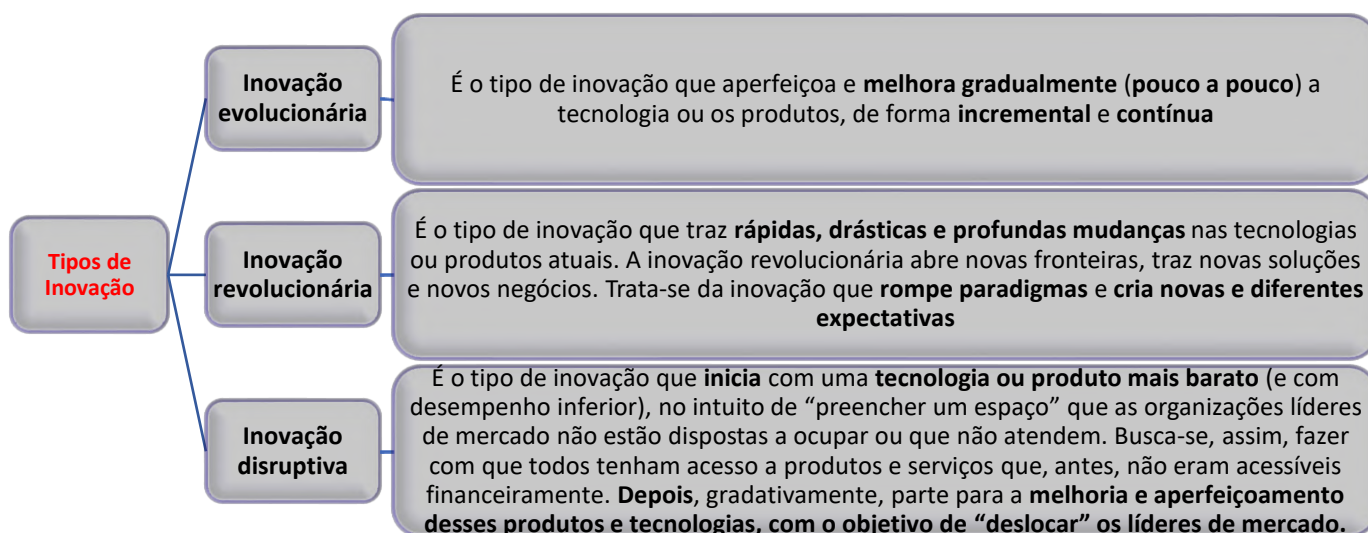 Tipos de
Inovação
Inovação
evolucionária
É o tipo de inovação que aperfeiçoa e melhora gradualmente (pouco a pouco) a
tecnologia ou os produtos, de forma incremental e contínua
Inovação
revolucionária
É o tipo de inovação que traz rápidas, drásticas e profundas mudanças nas tecnologias
ou produtos atuais. A inovação revolucionária abre novas fronteiras, traz novas soluções
e novos negócios. Trata-se da inovação que rompe paradigmas e cria novas e diferentes
expectativas
Inovação
disruptiva
É o tipo de inovação que inicia com uma tecnologia ou produto mais barato (e com
desempenho inferior), no intuito de “preencher um espaço” que as organizações líderes
de mercado não estão dispostas a ocupar ou que não atendem. Busca-se, assim, fazer
com que todos tenham acesso a produtos e serviços que, antes, não eram acessíveis
financeiramente. Depois, gradativamente, parte para a melhoria e aperfeiçoamento
desses produtos e tecnologias, com o objetivo de “deslocar” os líderes de mercado.